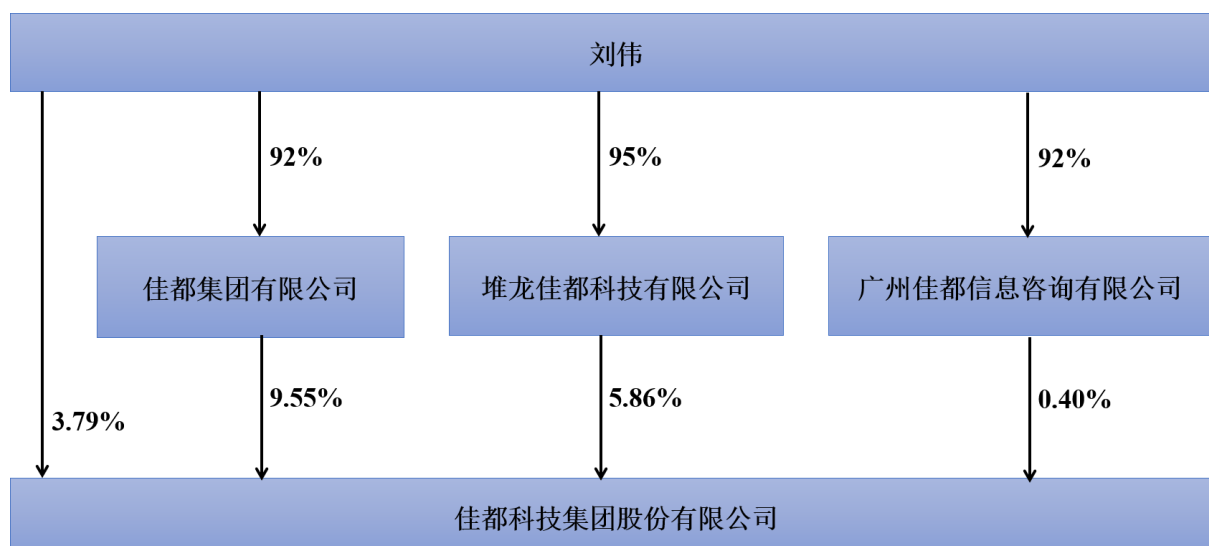 刘伟
92%
95%
92%
佳都集团有限公司
堆龙佳都科技有限公司
广州佳都信息咨询有限公司
3.79%
9.55%
5.86%
0.40%
佳都科技集团股份有限公司